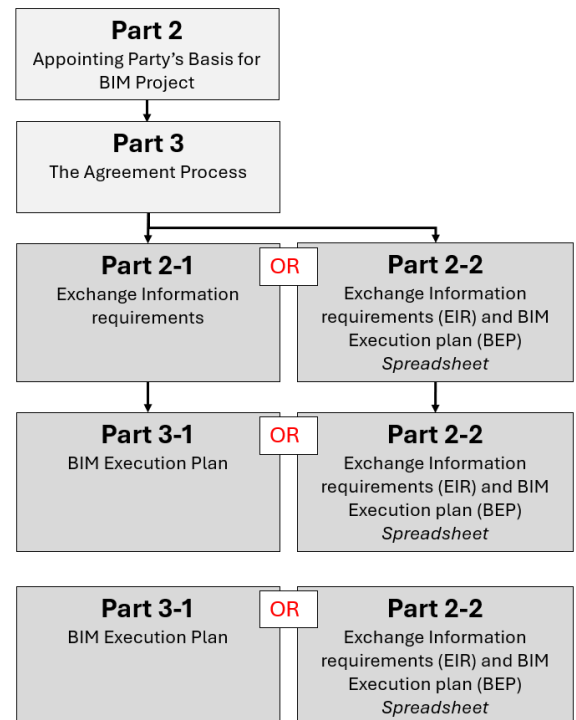 Part 2
Appointing Party’s Basis for
BIM Project
Part 3
The Agreement Process
Part 2-1
Exchange Information
requirements
OR
Part 2-2
Exchange Information
requirements (EIR) and BIM
Execution plan (BEP)
Spreadsheet
Part 3-1
BIM Execution Plan
OR
Part 2-2
Exchange Information
requirements (EIR) and BIM
Execution plan (BEP)
Spreadsheet
Part 3-1
BIM Execution Plan
OR
Part 2-2
Exchange Information
requirements (EIR) and BIM
Execution plan (BEP)
Spreadsheet